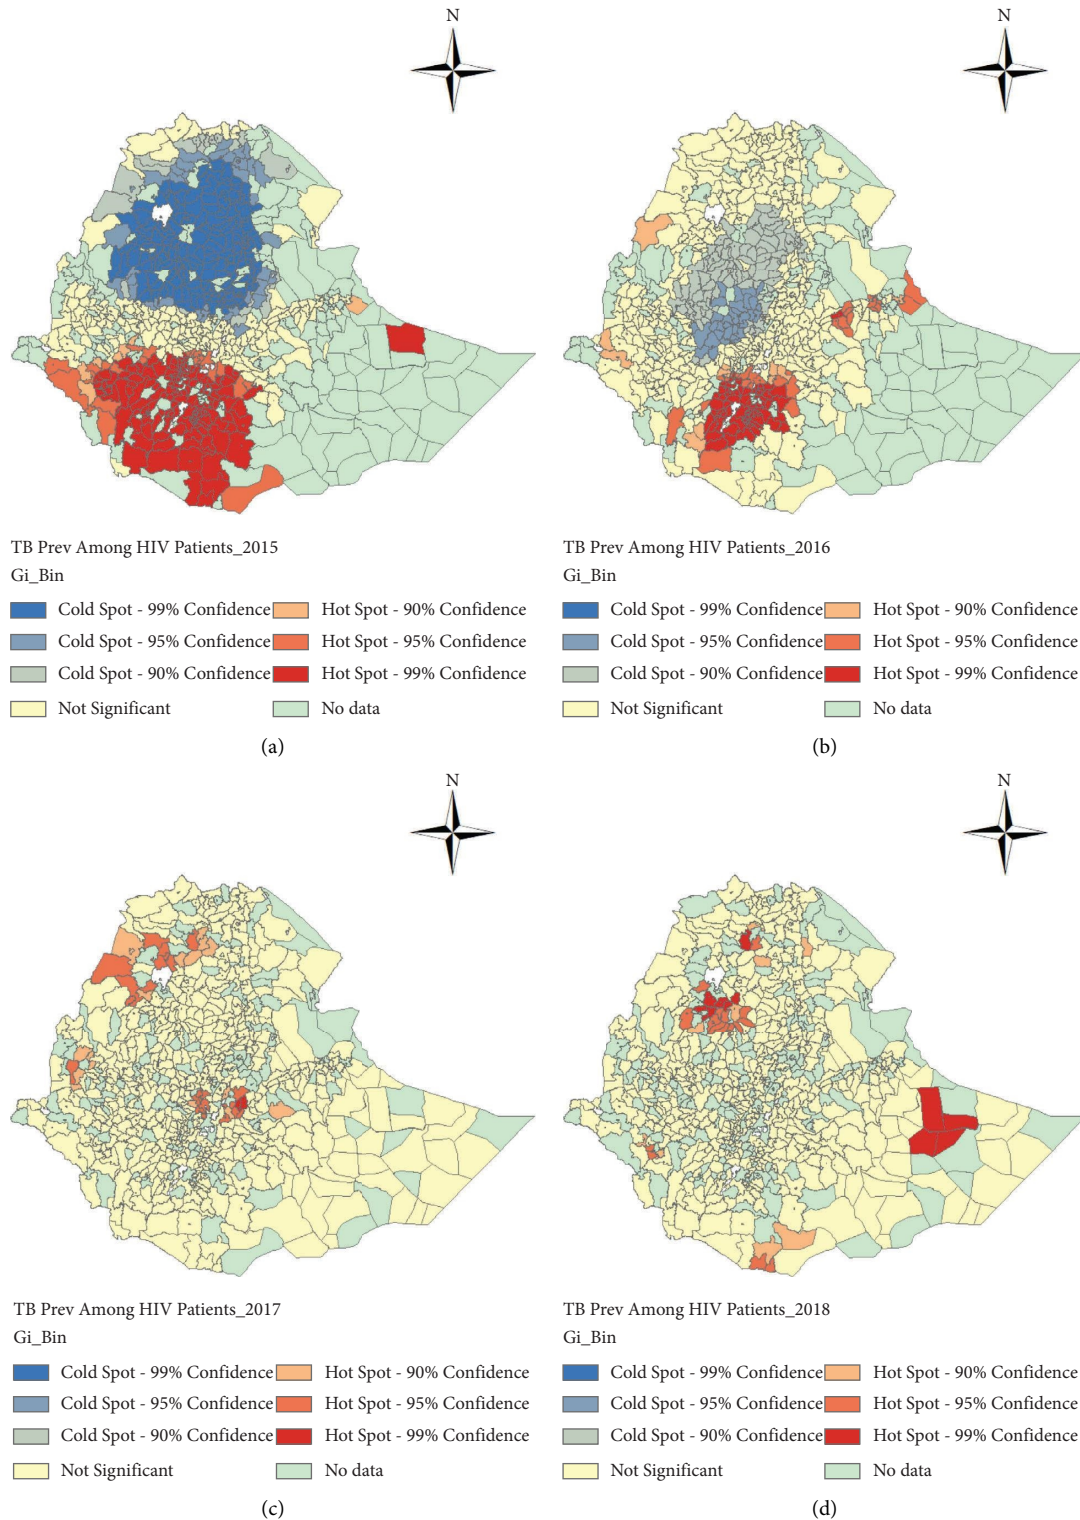 N
N
TB Prev Among HIV Patients_2015
Gi_Bin
Cold Spot - 99% Confidence
Hot Spot - 90% Confidence
Cold Spot - 95% Confidence
Hot Spot - 95% Confidence
Cold Spot - 90% Confidence
Hot Spot - 99% Confidence
Not Significant
No data
(a)
TB Prev Among HIV Patients_2016
Gi_Bin
Cold Spot - 99% Confidence
Hot Spot - 90% Confidence
Cold Spot - 95% Confidence
Hot Spot - 95% Confidence
Cold Spot - 90% Confidence
Hot Spot - 99% Confidence
Not Significant
No data
(b)
N
N
TB Prev Among HIV Patients_2017
Gi_Bin
Cold Spot - 99% Confidence
Hot Spot - 90% Confidence
Cold Spot - 95% Confidence
Hot Spot - 95% Confidence
Cold Spot - 90% Confidence
Hot Spot - 99% Confidence
Not Significant
No data
(c)
TB Prev Among HIV Patients_2018
Gi_Bin
Cold Spot - 99% Confidence
Hot Spot - 90% Confidence
Cold Spot - 95% Confidence
Hot Spot - 95% Confidence
Cold Spot - 90% Confidence
Hot Spot - 99% Confidence
Not Significant
No data
(d)